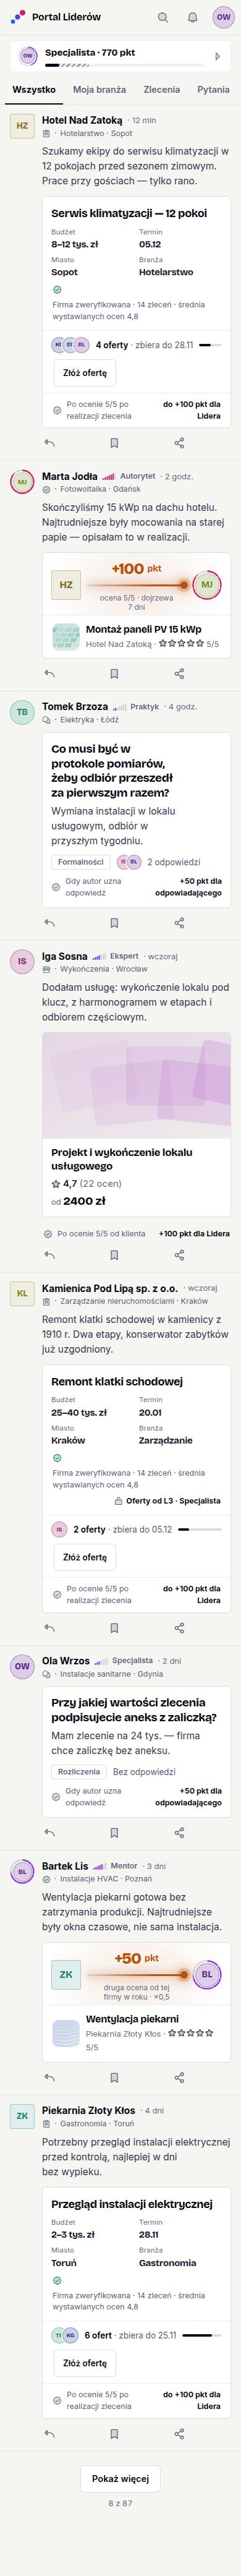 Portal Liderów
OW
OW
Specjalista · 770 pkt
Wszystko
Moja branża
Zlecenia
Pytania
HZ
Hotel Nad Zatoką · 12 min
· Hotelarstwo · Sopot
Szukamy ekipy do serwisu klimatyzacji w
12 pokojach przed sezonem zimowym.
Prace przy gościach — tylko rano.
Serwis klimatyzacji — 12 pokoi
Budżet
Termin
8–12 tys. zł
05.12
Miasto
Branża
Sopot
Hotelarstwo
Firma zweryfikowana · 14 zleceń · średnia
wystawianych ocen 4,8
BL
4 oferty · zbiera do 28.11
Złóż ofertę
Po ocenie 5/5 po
realizacji zlecenia
do +100 pkt dla
Lidera
MJ
Marta Jodła
Autorytet
· 2 godz.
· Fotowoltaika · Gdańsk
Skończyliśmy 15 kWp na dachu hotelu.
Najtrudniejsze były mocowania na starej
papie — opisałam to w realizacji.
HZ
+100 pkt
ocena 5/5 · dojrzewa
7 dni
MJ
Montaż paneli PV 15 kWp
Hotel Nad Zatoką · 5/5
TB
Tomek Brzoza
Praktyk
· 4 godz.
· Elektryka · Łódź
Co musi być w
protokole pomiarów,
żeby odbiór przeszedł
za pierwszym razem?
Wymiana instalacji w lokalu
usługowym, odbiór w
przyszłym tygodniu.
Formalności
BL
2 odpowiedzi
Gdy autor uzna
odpowiedź
+50 pkt dla
odpowiadającego
IS
Iga Sosna
Ekspert
· wczoraj
· Wykończenia · Wrocław
Dodałam usługę: wykończenie lokalu pod
klucz, z harmonogramem w etapach i
odbiorem częściowym.
Projekt i wykończenie lokalu
usługowego
4,7 (22 ocen)
od 2400 zł
Po ocenie 5/5 od klienta
+100 pkt dla Lidera
KL
Kamienica Pod Lipą sp. z o.o. · wczoraj
· Zarządzanie nieruchomościami · Kraków
Remont klatki schodowej w kamienicy z
1910 r. Dwa etapy, konserwator zabytków
już uzgodniony.
Remont klatki schodowej
Budżet
Termin
25–40 tys. zł
20.01
Miasto
Branża
Kraków
Zarządzanie
Firma zweryfikowana · 14 zleceń · średnia
wystawianych ocen 4,8
Oferty od L3 · Specjalista
IS
2 oferty · zbiera do 05.12
Złóż ofertę
Po ocenie 5/5 po
realizacji zlecenia
do +100 pkt dla
Lidera
OW
Ola Wrzos
Specjalista
· 2 dni
· Instalacje sanitarne · Gdynia
Przy jakiej wartości zlecenia
podpisujecie aneks z zaliczką?
Mam zlecenie na 24 tys. — firma
chce zaliczkę bez aneksu.
Rozliczenia
Bez odpowiedzi
Gdy autor uzna
odpowiedź
+50 pkt dla
odpowiadającego
BL
Bartek Lis
Mentor
· 3 dni
· Instalacje HVAC · Poznań
Wentylacja piekarni gotowa bez
zatrzymania produkcji. Najtrudniejsze
były okna czasowe, nie sama instalacja.
ZK
+50 pkt
druga ocena od tej
firmy w roku · ×0,5
BL
Wentylacja piekarni
Piekarnia Złoty Kłos ·
5/5
ZK
Piekarnia Złoty Kłos · 4 dni
· Gastronomia · Toruń
Potrzebny przegląd instalacji elektrycznej
przed kontrolą, najlepiej w dni
bez wypieku.
Przegląd instalacji elektrycznej
Budżet
Termin
2–3 tys. zł
28.11
Miasto
Branża
Toruń
Gastronomia
Firma zweryfikowana · 14 zleceń · średnia
wystawianych ocen 4,8
KG
6 ofert · zbiera do 25.11
Złóż ofertę
Po ocenie 5/5 po
realizacji zlecenia
do +100 pkt dla
Lidera
Pokaż więcej
8 z 87